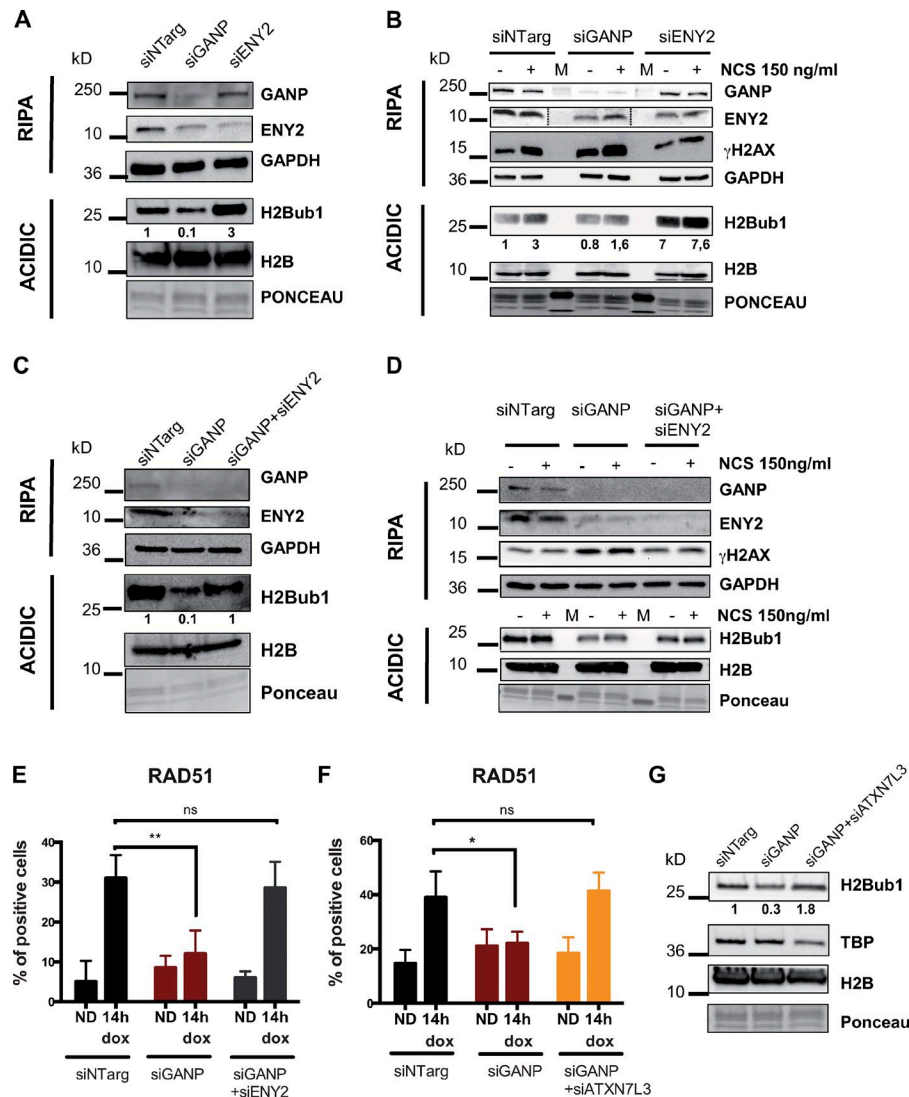 A
siNTarg siGANP siENY2
kD
RIPA
250 GANP
10 ENY2
36 GAPDH
ACIDIC
25 H2Bub1
1 0.1 3
10 H2B
PONCEAU
B
siNTarg siGANP siENY2
kD - + M - + M - + NCS 150 ng/ml
RIPA
250 GANP
10 ENY2
15 γH2AX
36 GAPDH
ACIDIC
25 H2Bub1
1 3 0.8 1,6 7 7,6
10 H2B
PONCEAU
C
siNTarg siGANP siGANP+siENY2
kD
RIPA
250 GANP
10 ENY2
36 GAPDH
ACIDIC
25 H2Bub1
1 0.1 1
10 H2B
Ponceau
D
siNTarg siGANP siGANP+
siENY2
kD - + - + - + NCS 150ng/ml
RIPA
250 GANP
10 ENY2
15 γH2AX
36 GAPDH
- + M - + M - + NCS 150ng/ml
ACIDIC
25 H2Bub1
10 H2B
Ponceau
E
RAD51
ns
**
% of positive cells
40
30
20
10
0
ND 14h ND 14h ND 14h
dox dox dox
siNTarg siGANP siGANP
+siENY2
F
RAD51
ns
*
% of positive cells
60
40
20
0
ND 14h ND 14h ND 14h
dox dox dox
siNTarg siGANP siGANP
+siATXN7L3
G
siNTarg siGANP siGANP+siATXN7L3
kD
25 H2Bub1
1 0.3 1.8
36 TBP
10 H2B
Ponceau